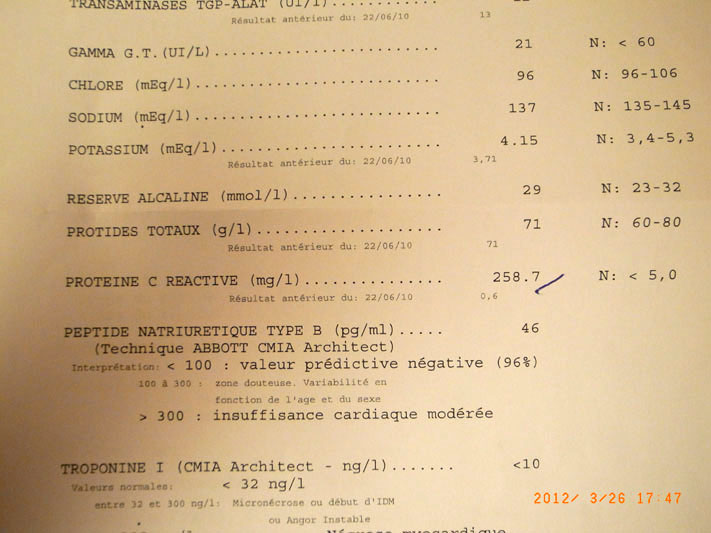 TRANSAMINASES TGP-ALAT (UI/l)
Résultat antérieur du: 22/06/10 13
GAMMA G.T.(UI/L)........................ 21 N: < 60
CHLORE (mEq/l).......................... 96 N: 96-106
SODIUM (mEq/l).......................... 137 N: 135-145
POTASSIUM (mEq/l)....................... 4.15 N: 3,4-5,3
Résultat antérieur du: 22/06/10 3,71
RESERVE ALCALINE (mmol/l)................ 29 N: 23-32
PROTIDES TOTAUX (g/l).................... 71 N: 60-80
Résultat antérieur du: 22/06/10 71
PROTEINE C REACTIVE (mg/l)............... 258.7 N: < 5,0
Résultat antérieur du: 22/06/10 0,6
PEPTIDE NATRIURETIQUE TYPE B (pg/ml)..... 46
(Technique ABBOTT CMIA Architect)
Interprétation: < 100 : valeur prédictive négative (96%)
100 à 300 : zone douteuse. Variabilité en
fonction de l'age et du sexe
> 300 : insuffisance cardiaque modérée
TROPONINE I (CMIA Architect - ng/l)....... <10
Valeurs normales: < 32 ng/l
entre 32 et 300 ng/l: Micronécrose ou début d'IDM
ou Angor Instable
2012/ 3/26 17:47